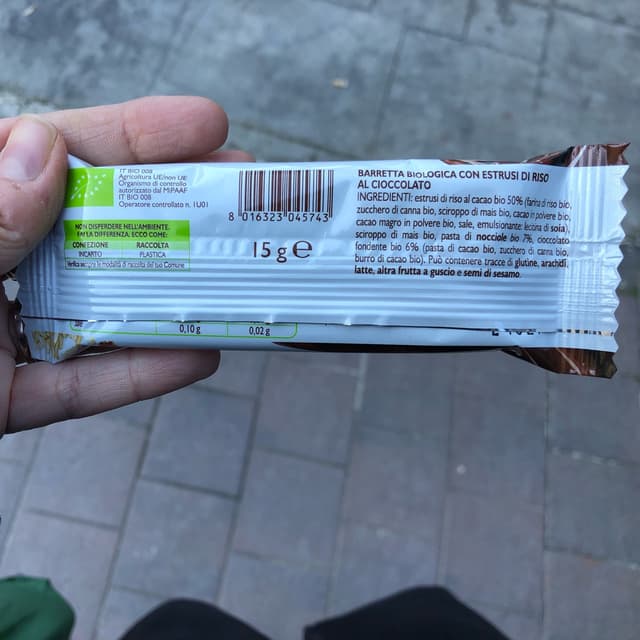 IT BIO 008
Agricoltura UE/non UE
Organismo di controllo
autorizzato dal MiPAAF
IT BIO 008
Operatore controllato n. 1U01
NON DISPERDERE NELL'AMBIENTE.
FAI LA DIFFERENZA. ECCO COME:
CONFEZIONE RACCOLTA
INCARTO PLASTICA
Verifica sempre le modalità di raccolta del tuo Comune
8 016323 045743
15 g e
BARRETTA BIOLOGICA CON ESTRUSI DI RISO
AL CIOCCOLATO
INGREDIENTI: estrusi di riso al cacao bio 50% (farina di riso bio,
zucchero di canna bio, sciroppo di mais bio, cacao in polvere bio,
cacao magro in polvere bio, sale, emulsionante: lecitina di soia),
sciroppo di mais bio, pasta di nocciole bio 7%, cioccolato
fondente bio 6% (pasta di cacao bio, zucchero di canna bio,
burro di cacao bio). Può contenere tracce di glutine, arachidi,
latte, altra frutta a guscio e semi di sesamo.
0,10 g 0,02 g